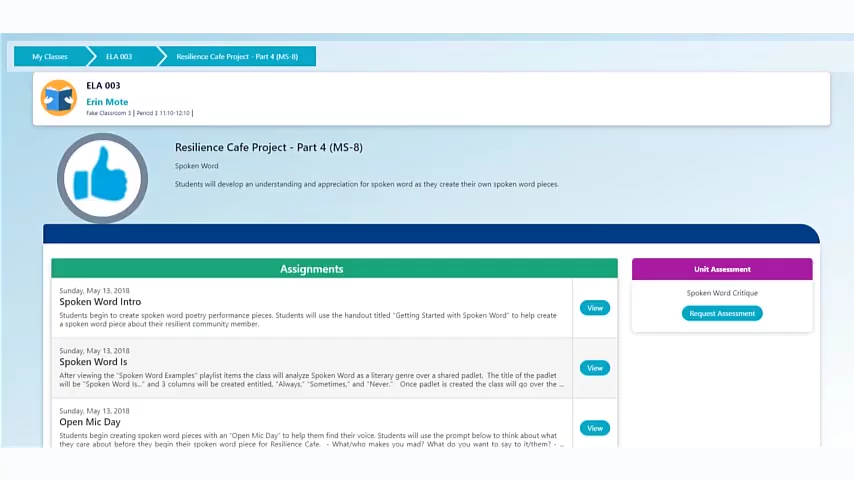 My Classes
ELA 003
Resilience Cafe Project - Part 4 (MS-8)
ELA 003
Erin Mote
Fake Classroom 3 | Period 3 11:10-12:10 |
Resilience Cafe Project - Part 4 (MS-8)
Spoken Word
Students will develop an understanding and appreciation for spoken word as they create their own spoken word pieces.
Assignments
Sunday, May 13, 2018
Spoken Word Intro
Students begin to create spoken word poetry performance pieces. Students will use the handout titled "Getting Started with Spoken Word" to help create
a spoken word piece about their resilient community member.
View
Sunday, May 13, 2018
Spoken Word Is
After viewing the "Spoken Word Examples" playlist items the class will analyze Spoken Word as a literary genre over a shared padlet. The title of the padlet
will be "Spoken Word Is..." and 3 columns will be created entitled, "Always," "Sometimes," and "Never." Once padlet is created the class will go over the ...
View
Sunday, May 13, 2018
Open Mic Day
Students begin creating spoken word pieces with an "Open Mic Day" to help them find their voice. Students will use the prompt below to think about what
they care about before they begin their spoken word piece for Resilience Cafe. - What/who makes you mad? What do you want to say to it/them? - ...
View
Unit Assessment
Spoken Word Critique
Request Assessment